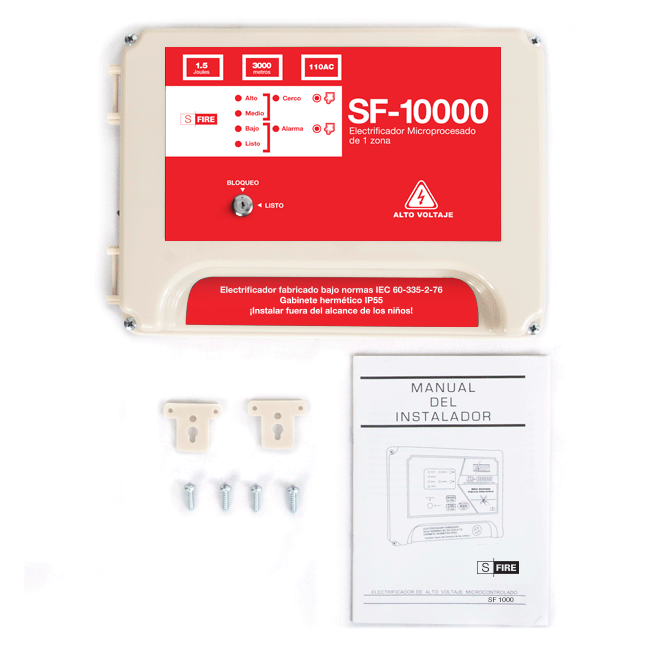 1.5
Joules
3000
metros
110AC
Alto
Cerco
Medio
S FIRE
Bajo
Alarma
Listo
SF-10000
Electrificador Microprocesado
de 1 zona
BLOQUEO
LISTO
ALTO VOLTAJE
Electrificador fabricado bajo normas IEC 60-335-2-76
Gabinete hermético IP55
¡Instalar fuera del alcance de los niños!
MANUAL
DEL
INSTALADOR
S FIRE
ELECTRIFICADOR DE ALTO VOLTAJE MICROCONTROLADO
SF 1000